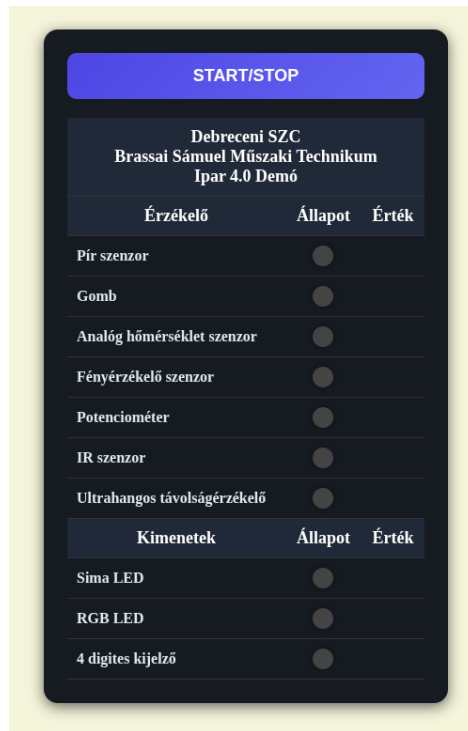 START/STOP
Debreceni SZC
Brassai Sámuel Műszaki Technikum
Ipar 4.0 Demó
Érzékelő Állapot Érték
Pír szenzor
Gomb
Analóg hőmérséklet szenzor
Fényérzékelő szenzor
Potenciométer
IR szenzor
Ultrahangos távolságérzékelő
Kimenetek Állapot Érték
Sima LED
RGB LED
4 digites kijelző